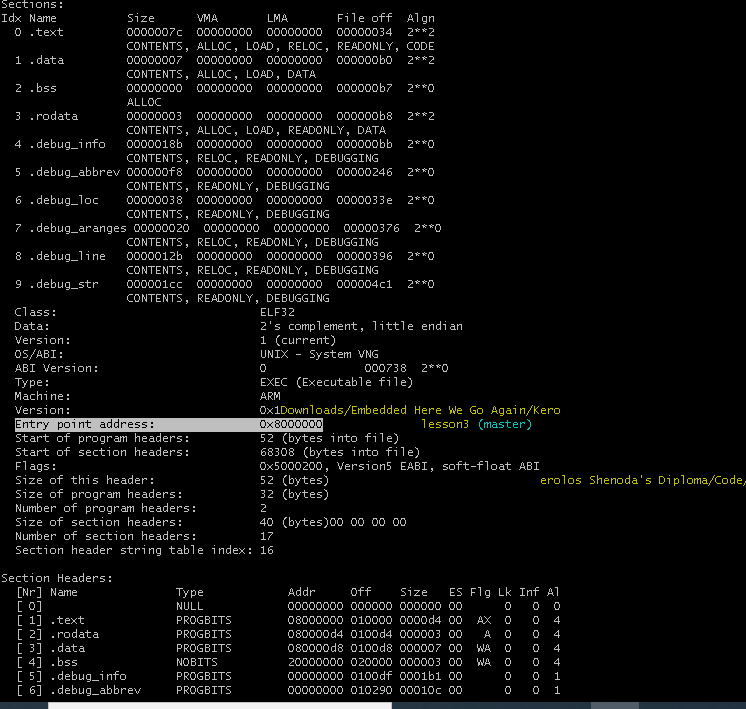 Sections:
Idx Name Size VMA LMA File off Algn
0 .text 0000007c 00000000 00000000 00000034 2**2
CONTENTS, ALLOC, LOAD, RELOC, READONLY, CODE
1 .data 00000007 00000000 00000000 000000b0 2**2
CONTENTS, ALLOC, LOAD, DATA
2 .bss 00000000 00000000 00000000 000000b7 2**0
ALLOC
3 .rodata 00000003 00000000 00000000 000000b8 2**2
CONTENTS, ALLOC, LOAD, READONLY, DATA
4 .debug_info 0000018b 00000000 00000000 000000bb 2**0
CONTENTS, RELOC, READONLY, DEBUGGING
5 .debug_abbrev 000000f8 00000000 00000000 00000246 2**0
CONTENTS, READONLY, DEBUGGING
6 .debug_loc 00000038 00000000 00000000 0000033e 2**0
CONTENTS, READONLY, DEBUGGING
7 .debug_aranges 00000020 00000000 00000000 00000376 2**0
CONTENTS, RELOC, READONLY, DEBUGGING
8 .debug_line 0000012b 00000000 00000000 00000396 2**0
CONTENTS, RELOC, READONLY, DEBUGGING
9 .debug_str 000001cc 00000000 00000000 000004c1 2**0
CONTENTS, READONLY, DEBUGGING
Class: ELF32
Data: 2's complement, little endian
Version: 1 (current)
OS/ABI: UNIX - System VNG
ABI Version: 0 000738 2**0
Type: EXEC (Executable file)
Machine: ARM
Version: 0x1Downloads/Embedded Here We Go Again/Kero
Entry point address: 0x8000000 lesson3 (master)
Start of program headers: 52 (bytes into file)
Start of section headers: 68308 (bytes into file)
Flags: 0x5000200, Version5 EABI, soft-float ABI
Size of this header: 52 (bytes) erolos Shenoda's Diploma/Code/
Size of program headers: 32 (bytes)
Number of program headers: 2
Size of section headers: 40 (bytes)00 00 00 00
Number of section headers: 17
Section header string table index: 16
Section Headers:
[Nr] Name Type Addr Off Size ES Flg Lk Inf Al
[ 0] NULL 00000000 000000 000000 00 0 0 0
[ 1] .text PROGBITS 08000000 010000 0000d4 00 AX 0 0 4
[ 2] .rodata PROGBITS 080000d4 0100d4 000003 00 A 0 0 4
[ 3] .data PROGBITS 080000d8 0100d8 000007 00 WA 0 0 4
[ 4] .bss NOBITS 20000000 020000 000003 00 WA 0 0 4
[ 5] .debug_info PROGBITS 00000000 0100df 0001b1 00 0 0 1
[ 6] .debug_abbrev PROGBITS 00000000 010290 00010c 00 0 0 1